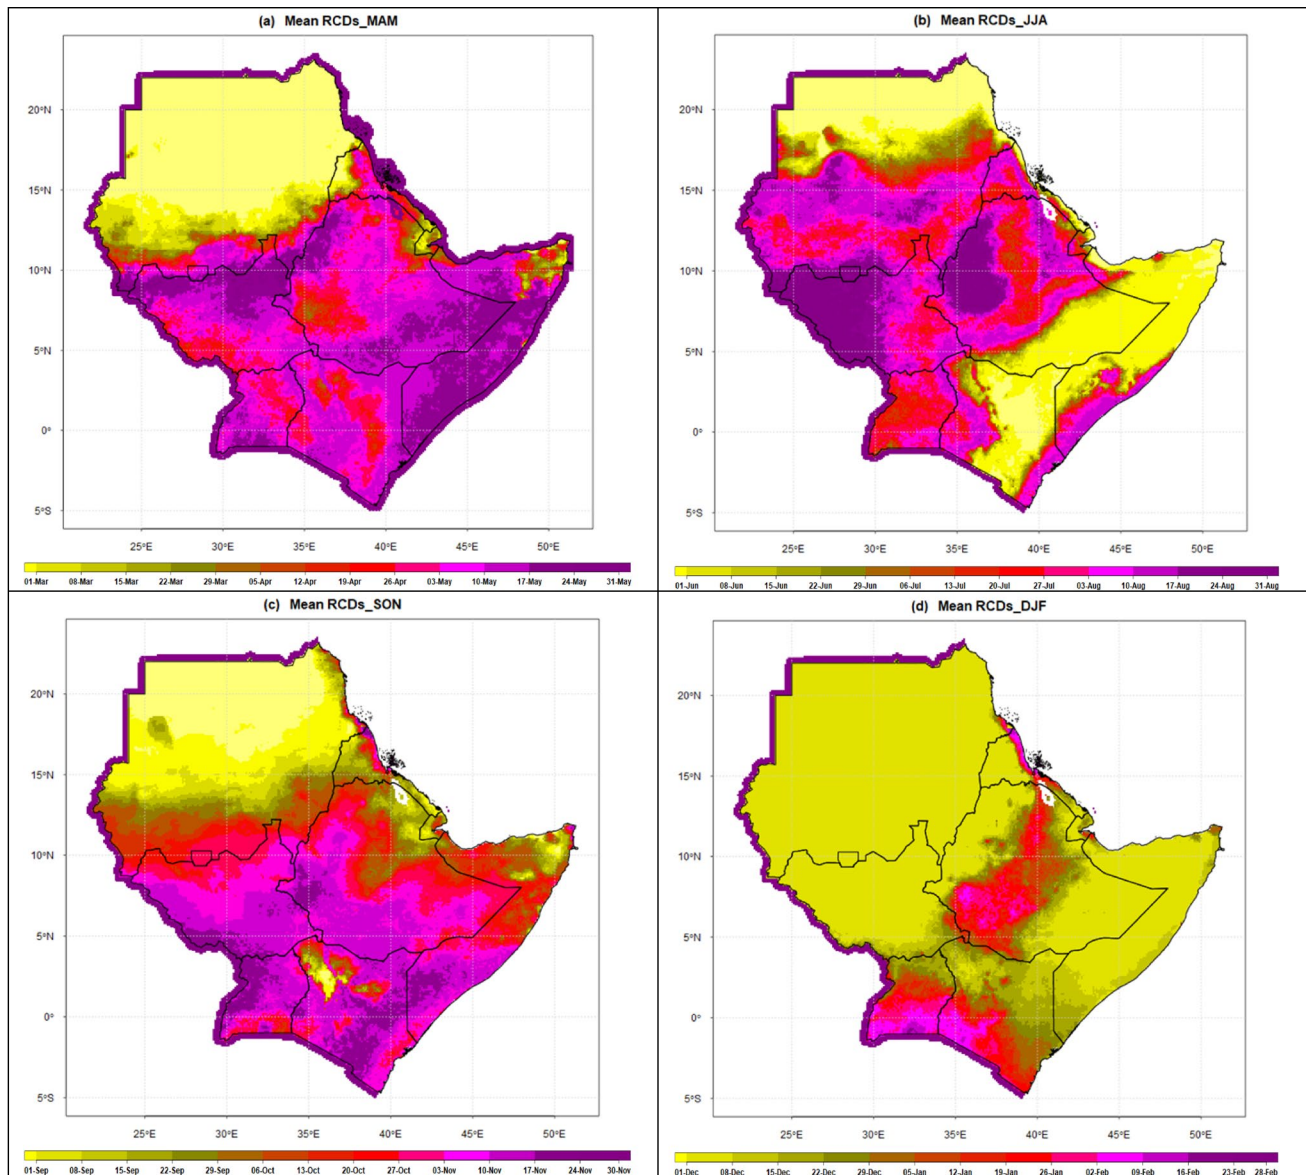 (a) Mean RCDs_MAM
20°N
15°N
10°N
5°N
0°
5°S
25°E 30°E 35°E 40°E 45°E 50°E
01-Mar 08-Mar 15-Mar 22-Mar 29-Mar 05-Apr 12-Apr 19-Apr 26-Apr 03-May 10-May 17-May 24-May 31-May
(b) Mean RCDs_JJA
20°N
15°N
10°N
5°N
0°
5°S
25°E 30°E 35°E 40°E 45°E 50°E
01-Jun 08-Jun 15-Jun 22-Jun 29-Jun 06-Jul 13-Jul 20-Jul 27-Jul 03-Aug 10-Aug 17-Aug 24-Aug 31-Aug
(c) Mean RCDs_SON
20°N
15°N
10°N
5°N
0°
5°S
25°E 30°E 35°E 40°E 45°E 50°E
01-Sep 08-Sep 15-Sep 22-Sep 29-Sep 06-Oct 13-Oct 20-Oct 27-Oct 03-Nov 10-Nov 17-Nov 24-Nov 30-Nov
(d) Mean RCDs_DJF
20°N
15°N
10°N
5°N
0°
5°S
25°E 30°E 35°E 40°E 45°E 50°E
01-Dec 08-Dec 15-Dec 22-Dec 29-Dec 05-Jan 12-Jan 19-Jan 26-Jan 02-Feb 09-Feb 16-Feb 23-Feb 28-Feb